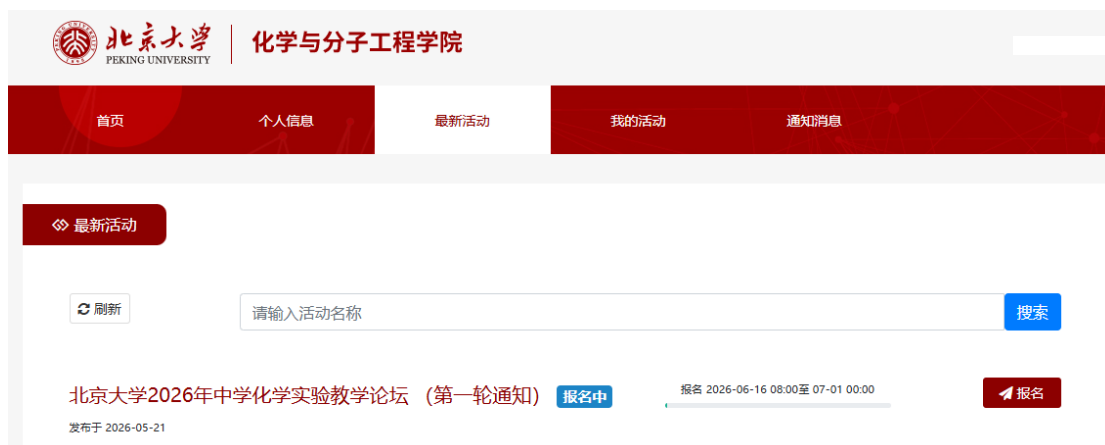 北京大学
PEKING UNIVERSITY
1898
化学与分子工程学院
首页 个人信息 最新活动 我的活动 通知消息
最新活动
刷新 请输入活动名称 搜索
北京大学2026年中学化学实验教学论坛 (第一轮通知) 报名中 报名 2026-06-16 08:00至 07-01 00:00 报名
发布于 2026-05-21